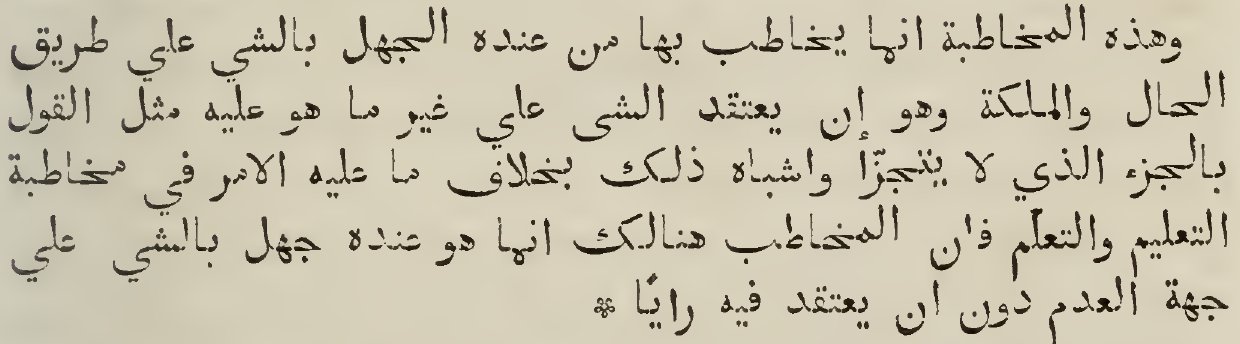 وهذه المخاطبة انما يخاطب بها من عنده الجهل بالشي علي طريق
الحال والملكة وهو إن يعتقد الشى علي غير ما هو عليه مثل القول
بالجزء الذي لا يتجزّا واشباه ذلك بخلاف ما عليه الامر في مخاطبة
التعليم والتعلّم فان المخاطب هنالك انما هو عنده جهل بالشي علي
جهة العدم دون ان يعتقد فيه رايًا *